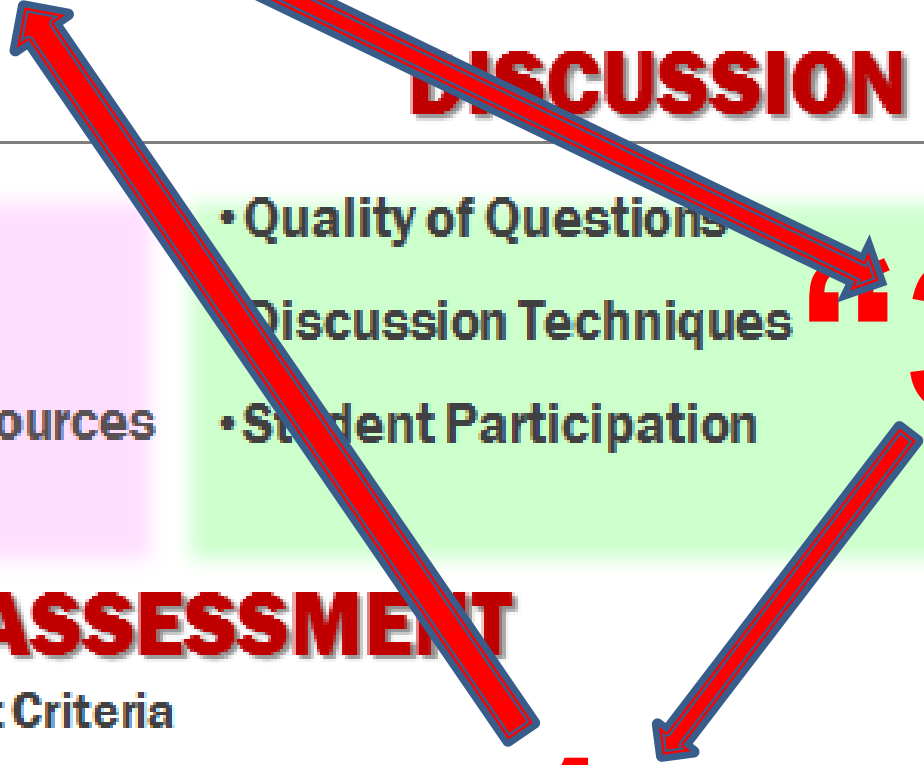 DISCUSSION
•Quality of Questions
Discussion Techniques “
ources •Student Participation
ASSESSMENT
Criteria